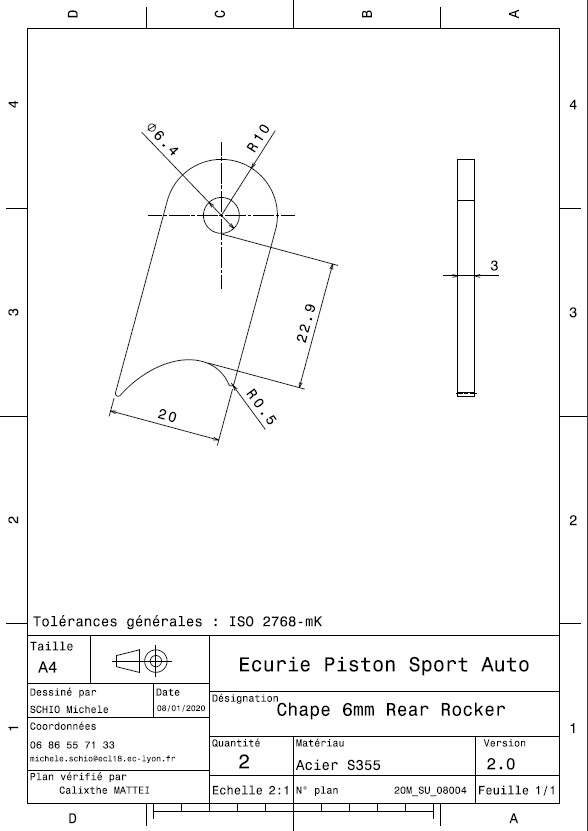 D C B A
4 4
Ø6.4
R10
3
3 3
22.9
20
R0.5
2 2
Tolérances générales : ISO 2768-mK
Taille
A4
Ecurie Piston Sport Auto
Dessiné par
SCHIO Michele
Date
08/01/2020
Désignation
Chape 6mm Rear Rocker
1 1
Coordonnées
06 86 55 71 33
michele.schio@ecl18.ec-lyon.fr
Quantité
2
Matériau
Acier S355
Version
2.0
Plan vérifié par
Calixthe MATTEI
Echelle 2:1
N° plan 20M_SU_08004
Feuille 1/1
D A